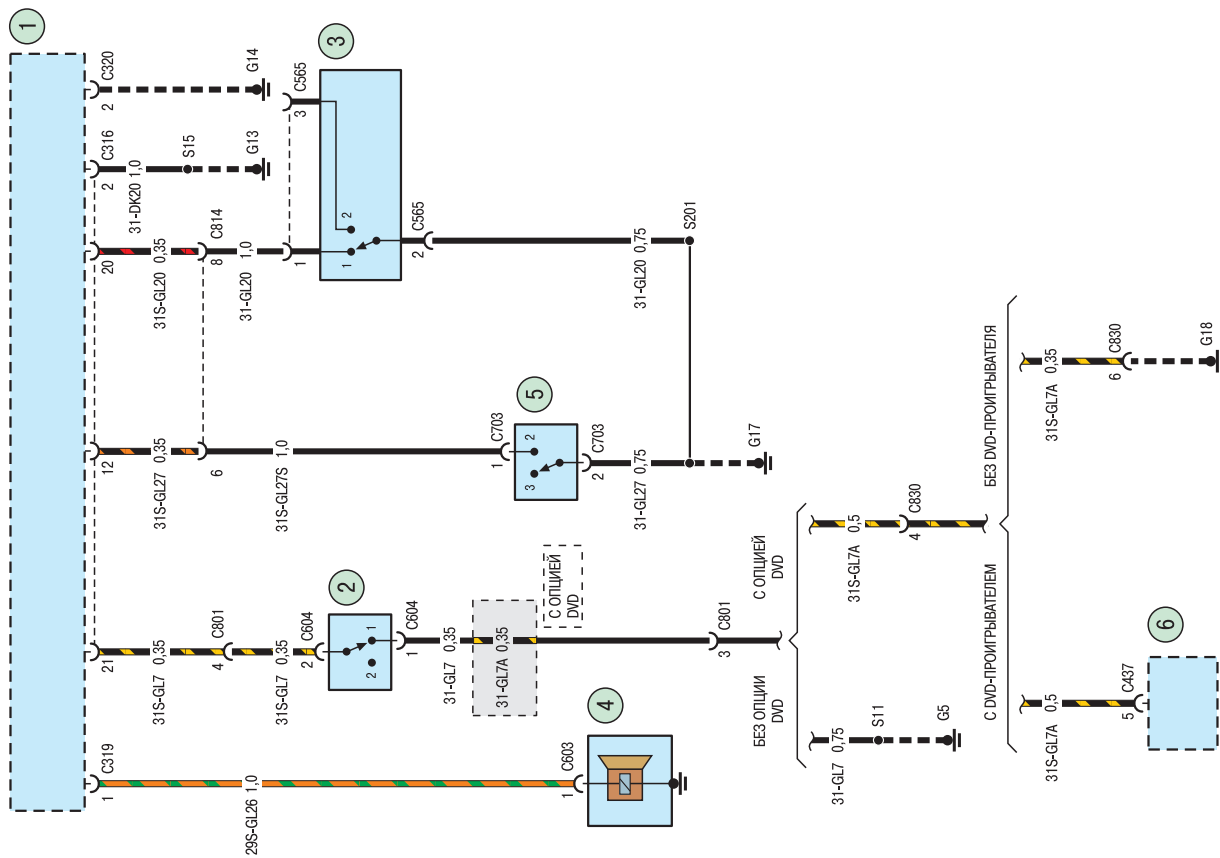 1
C320
2
G14
C316
2
31-DK20 1,0
S15
G13
20
31S-GL20 0,35
C814
8
31-GL20 1,0
1
C565
3
3
1
2
C565
2
31-GL20 0,75
S201
12
31S-GL27 0,35
6
31S-GL27S 1,0
C703
1
5
2
3
C703
2
31-GL27 0,75
G17
21
31S-GL7 0,35
C801
4
31S-GL7 0,35
C604
2
2
1
2
C604
1
31-GL7 0,35
31-GL7A 0,35
С ОПЦИЕЙ
DVD
C801
3
C319
1
29S-GL26 1,0
C603
1
4
БЕЗ ОПЦИИ
DVD
31-GL7 0,75
S11
G5
С ОПЦИЕЙ
DVD
31S-GL7A 0,5
C830
4
С DVD-ПРОИГРЫВАТЕЛЕМ
31S-GL7A 0,5
C437
5
6
БЕЗ DVD-ПРОИГРЫВАТЕЛЯ
31S-GL7A 0,35
C830
6
G18